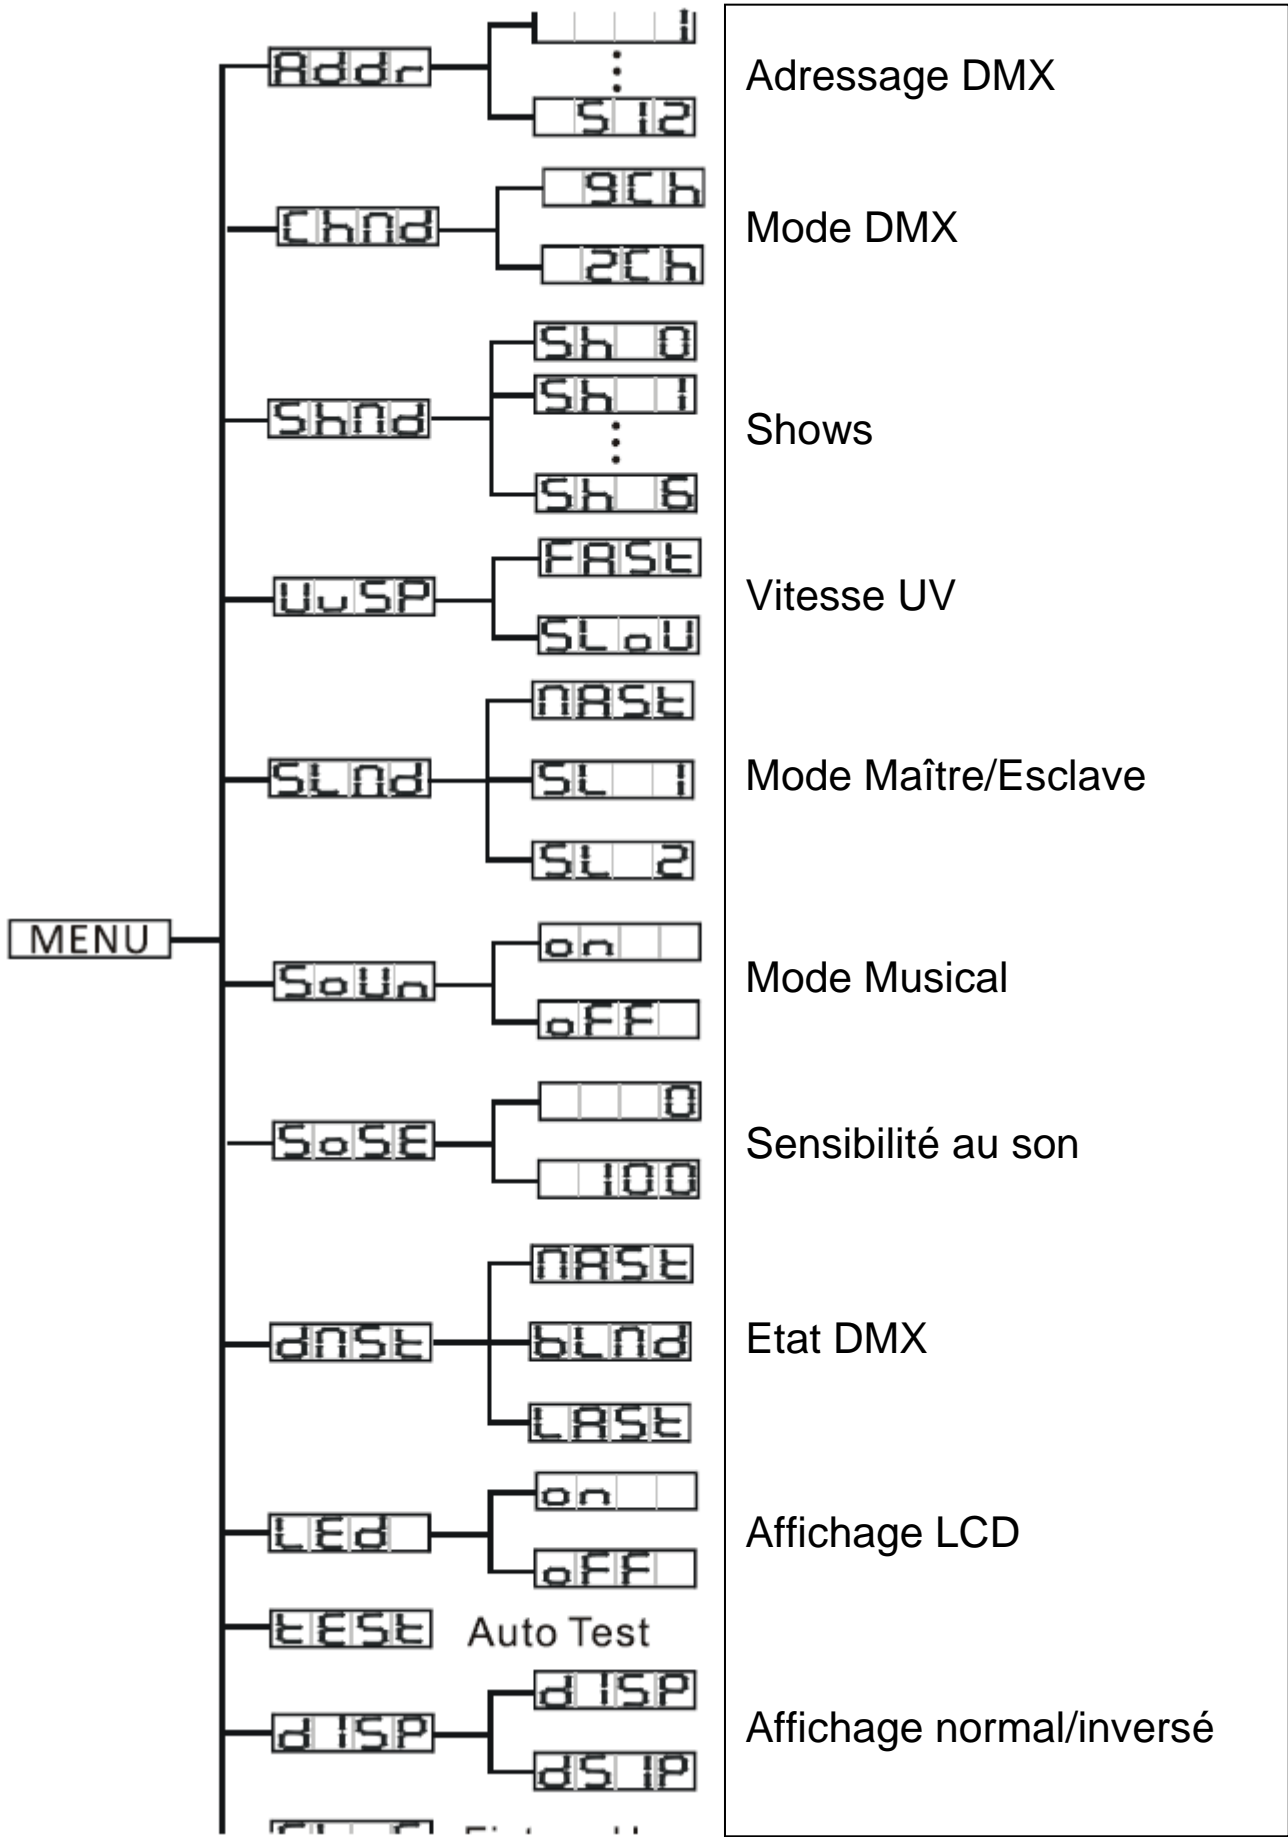 1
Addr
512
Adressage DMX
9Ch
Chnd
Mode DMX
2Ch
Sh 0
Sh 1
Shnd
Shows
Sh 6
FASt
UuSP
Vitesse UV
SLoU
nASt
SLnd
SL 1
Mode Maître/Esclave
SL 2
MENU
on
SoUn
Mode Musical
oFF
0
SoSE
Sensibilité au son
100
nASt
dnSt
bLnd
Etat DMX
LASt
on
LEd
Affichage LCD
oFF
tESt
Auto Test
dISP
dISP
Affichage normal/inversé
dSIP